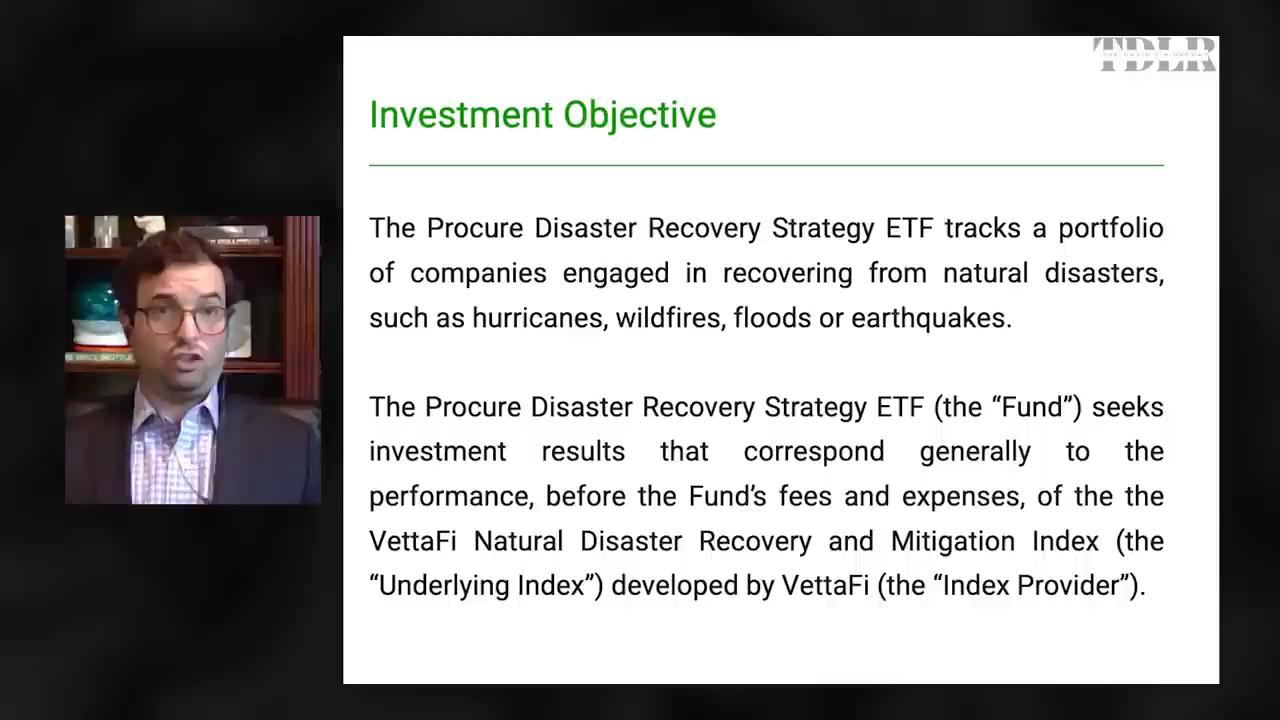 TDLR
Investment Objective
The Procure Disaster Recovery Strategy ETF tracks a portfolio
of companies engaged in recovering from natural disasters,
such as hurricanes, wildfires, floods or earthquakes.
The Procure Disaster Recovery Strategy ETF (the “Fund”) seeks
investment results that correspond generally to the
performance, before the Fund’s fees and expenses, of the the
VettaFi Natural Disaster Recovery and Mitigation Index (the
“Underlying Index”) developed by VettaFi (the “Index Provider”).